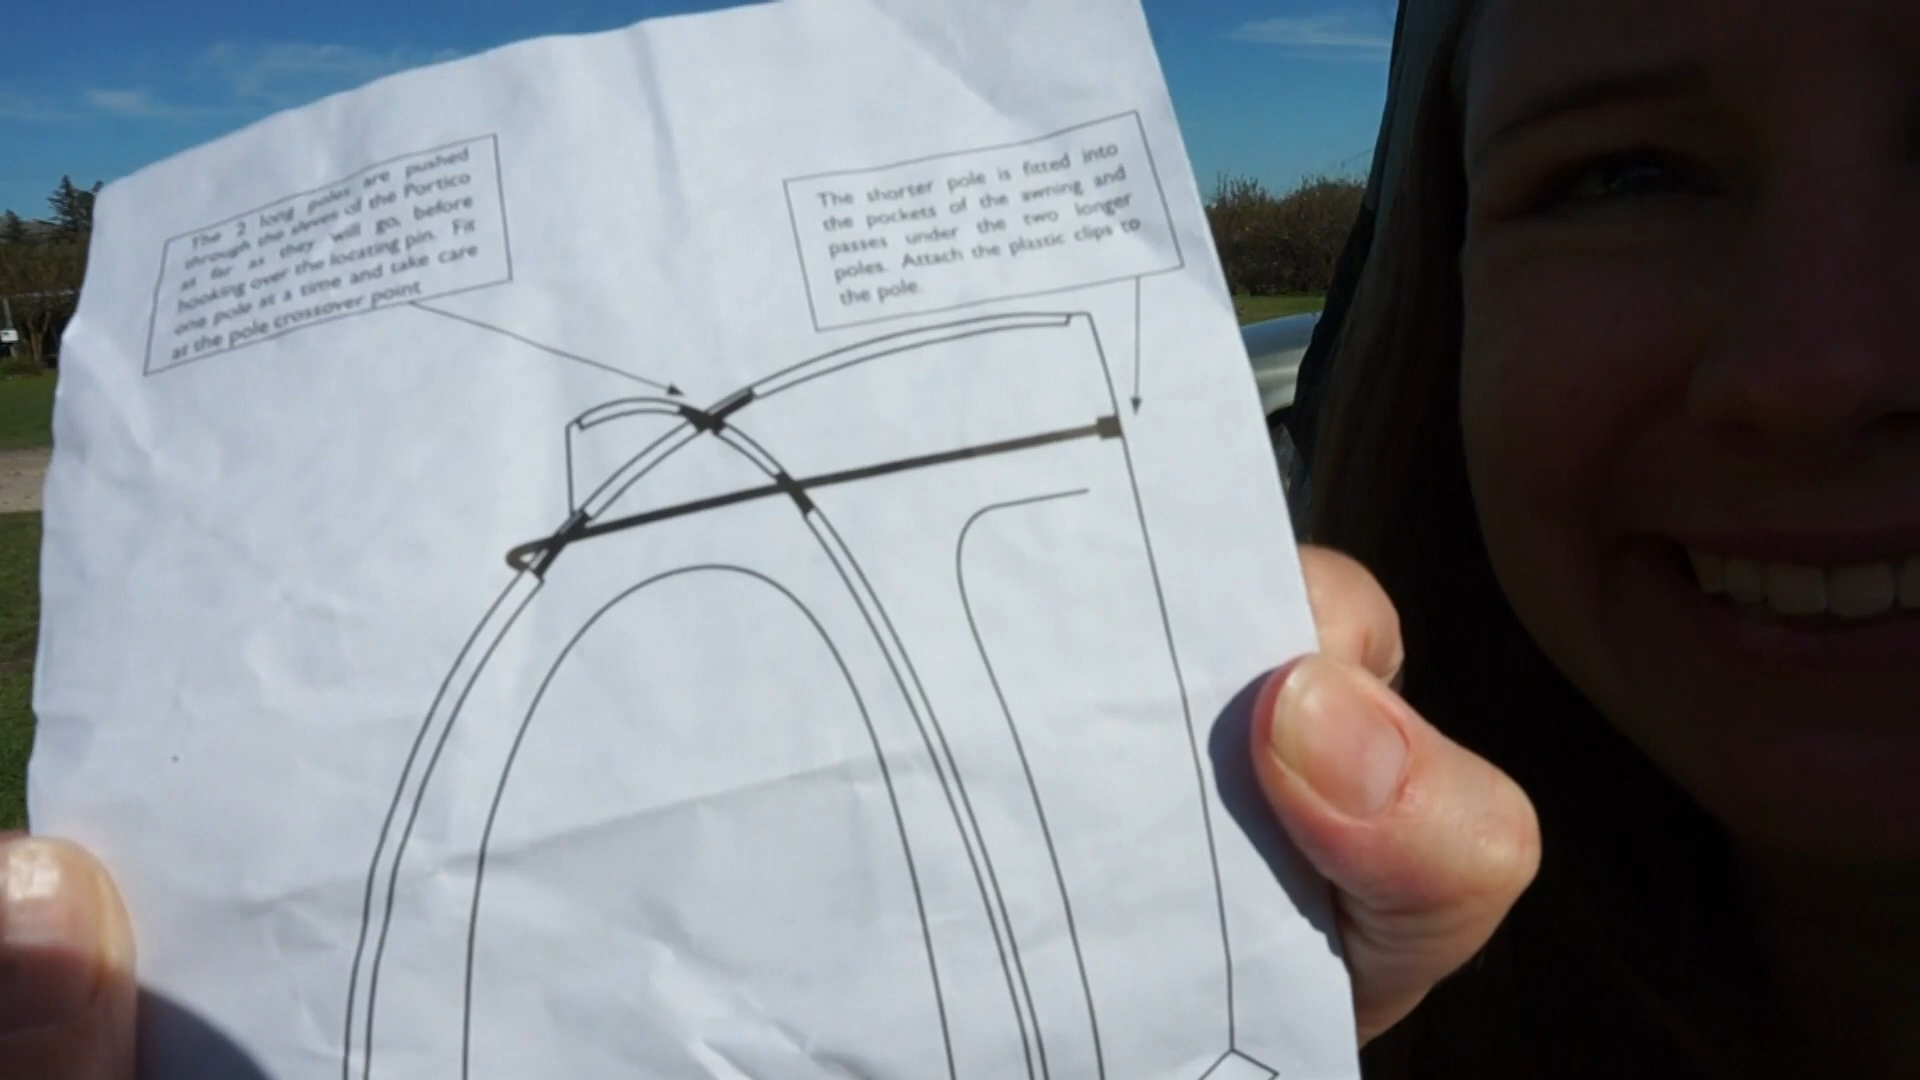 The 2 long poles are pushed
through the sleeves of the Portico
as far as they will go, before
hooking over the locating pin. Fit
one pole at a time and take care
at the pole crossover point
The shorter pole is fitted into
the pockets of the awning and
passes under the two longer
poles. Attach the plastic clips to
the pole.